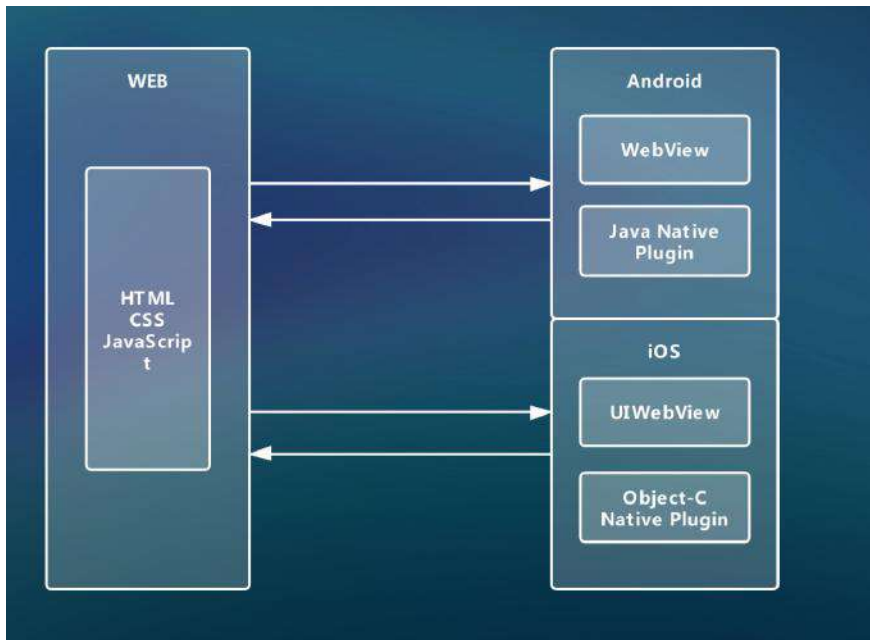 WEB
HTML
CSS
JavaScrip
t
Android
WebView
Java Native
Plugin
iOS
UIWebView
Object-C
Native Plugin